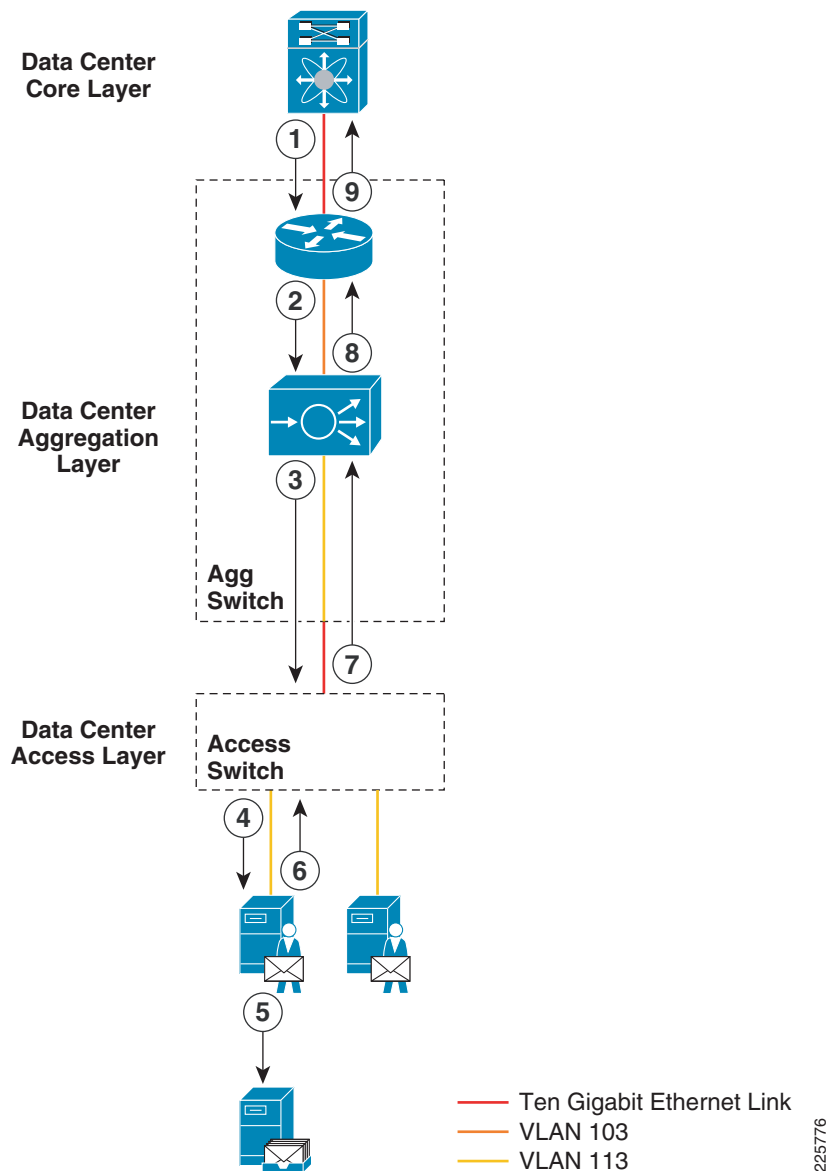 Data Center
Core Layer
1
9
2
8
Data Center
Aggregation
Layer
3
Agg
Switch
7
Data Center
Access Layer
Access
Switch
4
6
5
Ten Gigabit Ethernet Link
VLAN 103
VLAN 113
225776